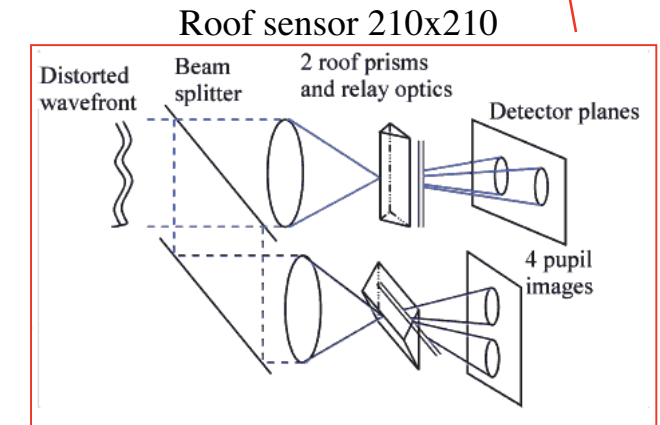 Roof sensor 210x210
Distorted
wavefront
Beam
splitter
2 roof prisms
and relay optics
Detector planes
4 pupil
images